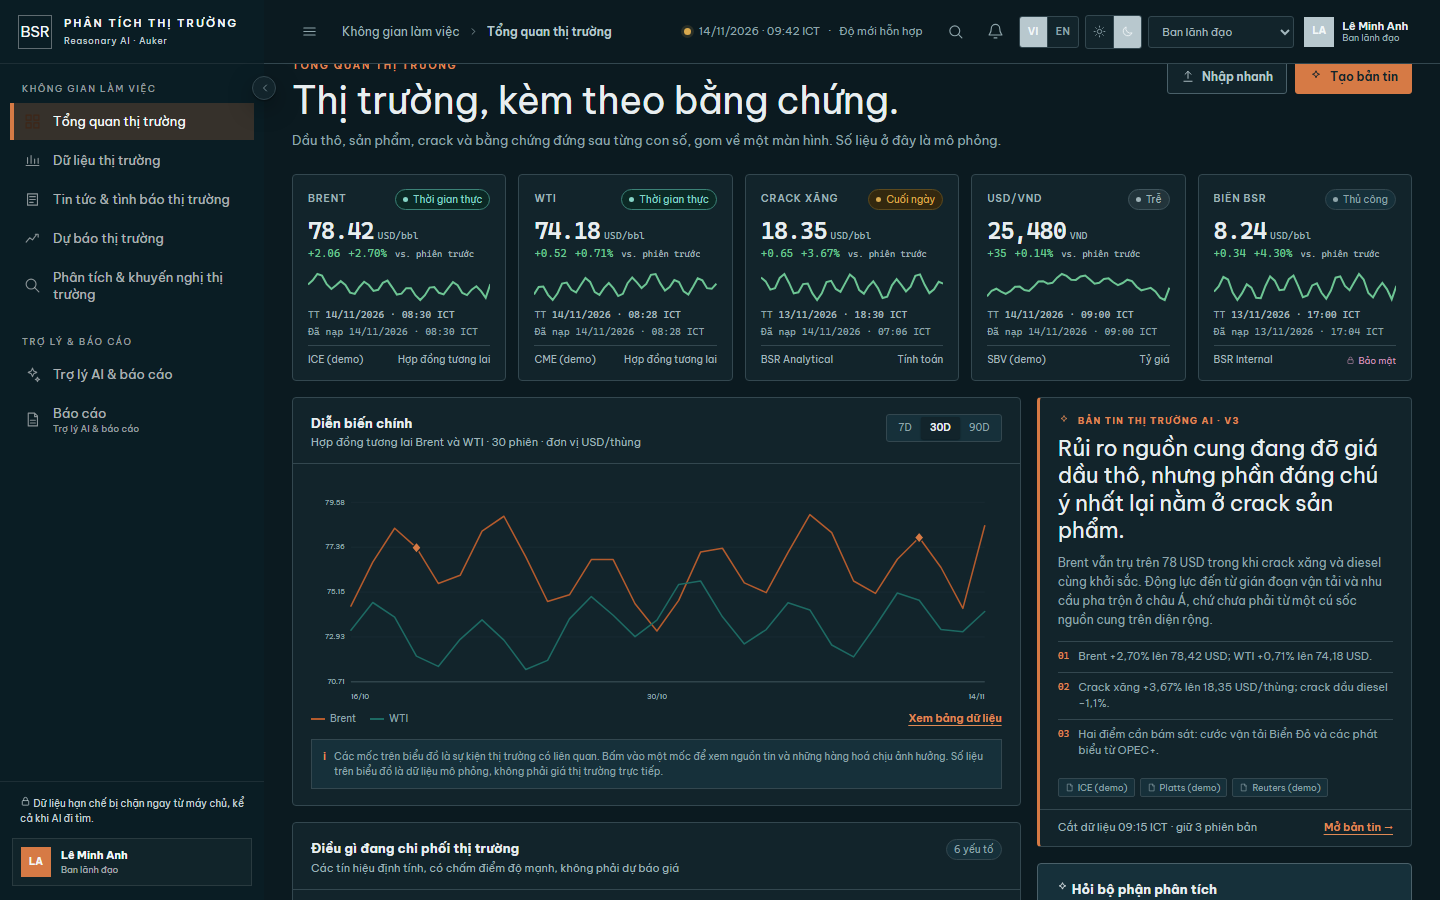 BSR
PHÂN TÍCH THỊ TRƯỜNG
Reasonary AI · Auker
KHÔNG GIAN LÀM VIỆC
Tổng quan thị trường
Dữ liệu thị trường
Tin tức & tình báo thị trường
Dự báo thị trường
Phân tích & khuyến nghị thị
trường
TRỢ LÝ & BÁO CÁO
Trợ lý AI & báo cáo
Báo cáo
Trợ lý AI & báo cáo
Dữ liệu hạn chế bị chặn ngay từ máy chủ, kể
cả khi AI đi tìm.
LA
Lê Minh Anh
Ban lãnh đạo
Không gian làm việc › Tổng quan thị trường
14/11/2026 · 09:42 ICT · Độ mới hỗn hợp
VI EN
Ban lãnh đạo
LA
Lê Minh Anh
Ban lãnh đạo
TỔNG QUAN THỊ TRƯỜNG
Thị trường, kèm theo bằng chứng.
Dầu thô, sản phẩm, crack và bằng chứng đứng sau từng con số, gom về một màn hình. Số liệu ở đây là mô phỏng.
Nhập nhanh
Tạo bản tin
BRENT
Thời gian thực
78.42 USD/bbl
+2.06 +2.70% vs. phiên trước
TT 14/11/2026 · 08:30 ICT
Đã nạp 14/11/2026 · 08:30 ICT
ICE (demo)
Hợp đồng tương lai
WTI
Thời gian thực
74.18 USD/bbl
+0.52 +0.71% vs. phiên trước
TT 14/11/2026 · 08:28 ICT
Đã nạp 14/11/2026 · 08:28 ICT
CME (demo)
Hợp đồng tương lai
CRACK XĂNG
Cuối ngày
18.35 USD/bbl
+0.65 +3.67% vs. phiên trước
TT 13/11/2026 · 18:30 ICT
Đã nạp 14/11/2026 · 07:06 ICT
BSR Analytical
Tính toán
USD/VND
Trễ
25,480 VND
+35 +0.14% vs. phiên trước
TT 14/11/2026 · 09:00 ICT
Đã nạp 14/11/2026 · 09:00 ICT
SBV (demo)
Tỷ giá
BIÊN BSR
Thủ công
8.24 USD/bbl
+0.34 +4.30% vs. phiên trước
TT 13/11/2026 · 17:00 ICT
Đã nạp 13/11/2026 · 17:04 ICT
BSR Internal
Bảo mật
Diễn biến chính
Hợp đồng tương lai Brent và WTI · 30 phiên · đơn vị USD/thùng
7D 30D 90D
79.58
77.36
75.15
72.93
70.71
16/10 30/10 14/11
Brent WTI
Xem bảng dữ liệu
i Các mốc trên biểu đồ là sự kiện thị trường có liên quan. Bấm vào một mốc để xem nguồn tin và những hàng hoá chịu ảnh hưởng. Số liệu
trên biểu đồ là dữ liệu mô phỏng, không phải giá thị trường trực tiếp.
Điều gì đang chi phối thị trường
Các tín hiệu định tính, có chấm điểm độ mạnh, không phải dự báo giá
6 yếu tố
BẢN TIN THỊ TRƯỜNG AI · V3
Rủi ro nguồn cung đang đỡ giá
dầu thô, nhưng phần đáng chú
ý nhất lại nằm ở crack sản
phẩm.
Brent vẫn trụ trên 78 USD trong khi crack xăng và diesel
cùng khởi sắc. Động lực đến từ gián đoạn vận tải và nhu
cầu pha trộn ở châu Á, chứ chưa phải từ một cú sốc
nguồn cung trên diện rộng.
01 Brent +2,70% lên 78,42 USD; WTI +0,71% lên 74,18 USD.
02 Crack xăng +3,67% lên 18,35 USD/thùng; crack dầu diesel
−1,1%.
03 Hai điểm cần bám sát: cước vận tải Biển Đỏ và các phát
biểu từ OPEC+.
ICE (demo)
Platts (demo)
Reuters (demo)
Cắt dữ liệu 09:15 ICT · giữ 3 phiên bản
Mở bản tin →
Hỏi bộ phận phân tích